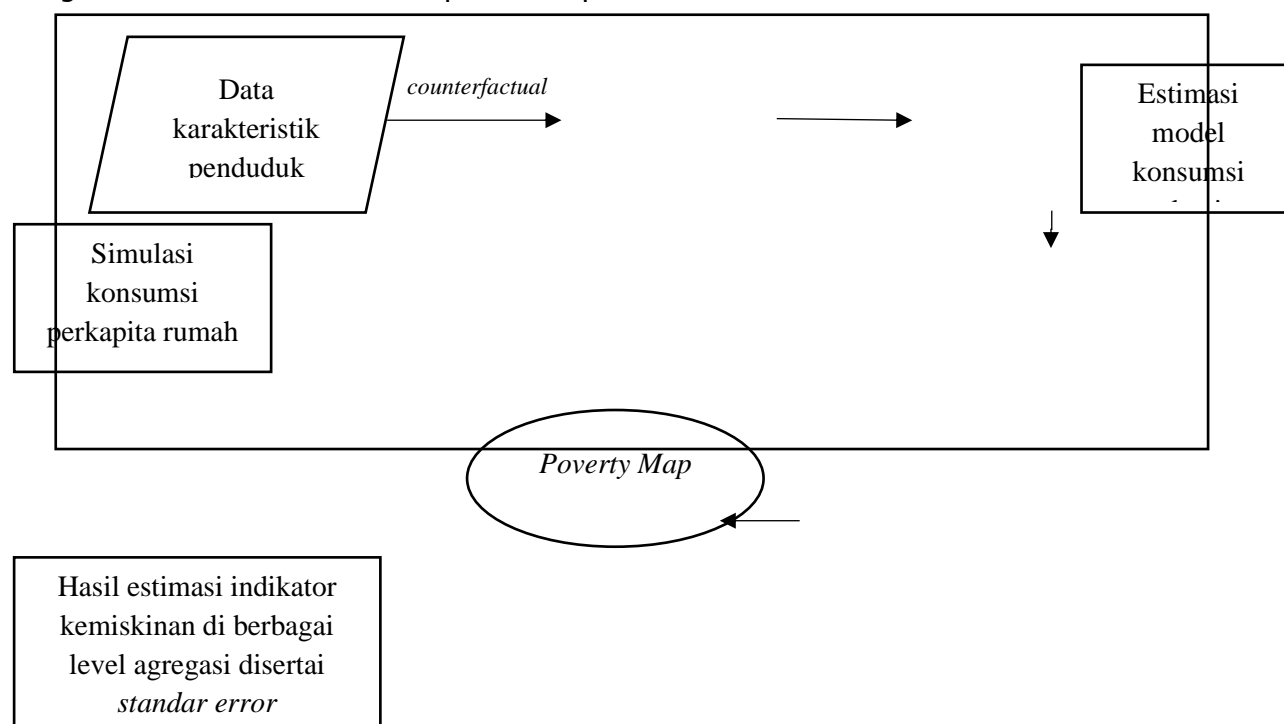 Data
karakteristik
penduduk
counterfactual
Estimasi
model
konsumsi
Simulasi
konsumsi
perkapita rumah
Poverty Map
Hasil estimasi indikator
kemiskinan di berbagai
level agregasi disertai
standar error